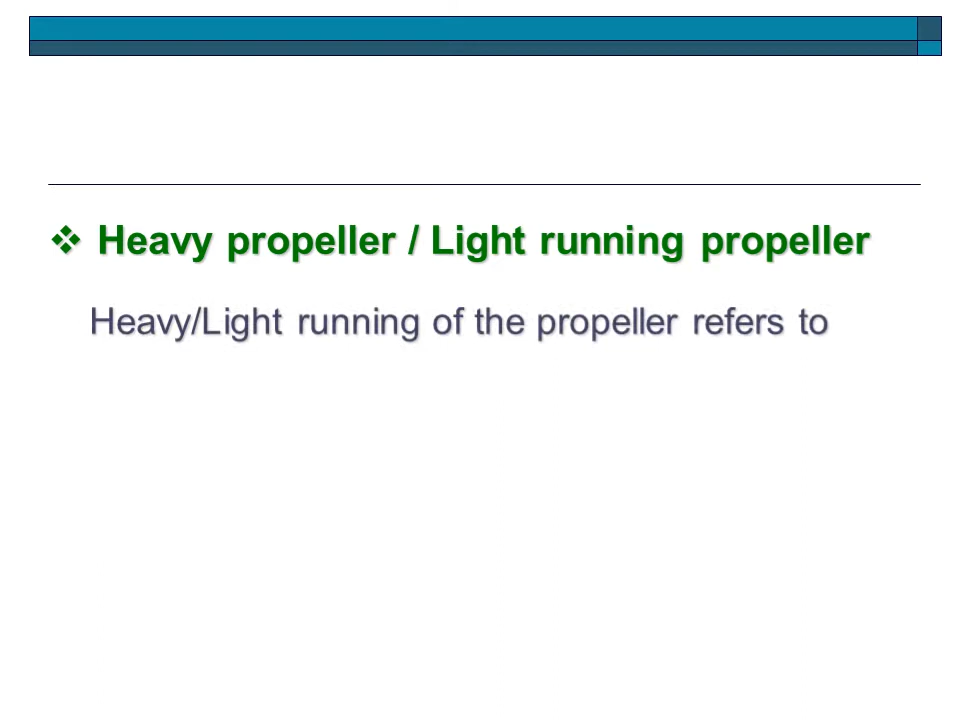 ❖ Heavy propeller / Light running propeller
Heavy/Light running of the propeller refers to